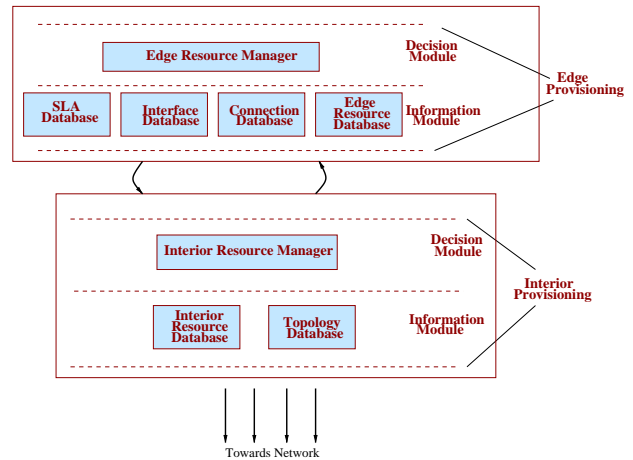 Edge Resource Manager
Decision
Module
Edge
Provisioning
SLA
Database
Interface
Database
Connection
Database
Edge
Resource
Database
Information
Module
Interior Resource Manager
Decision
Module
Interior
Provisioning
Interior
Resource
Database
Topology
Database
Information
Module
Towards Network